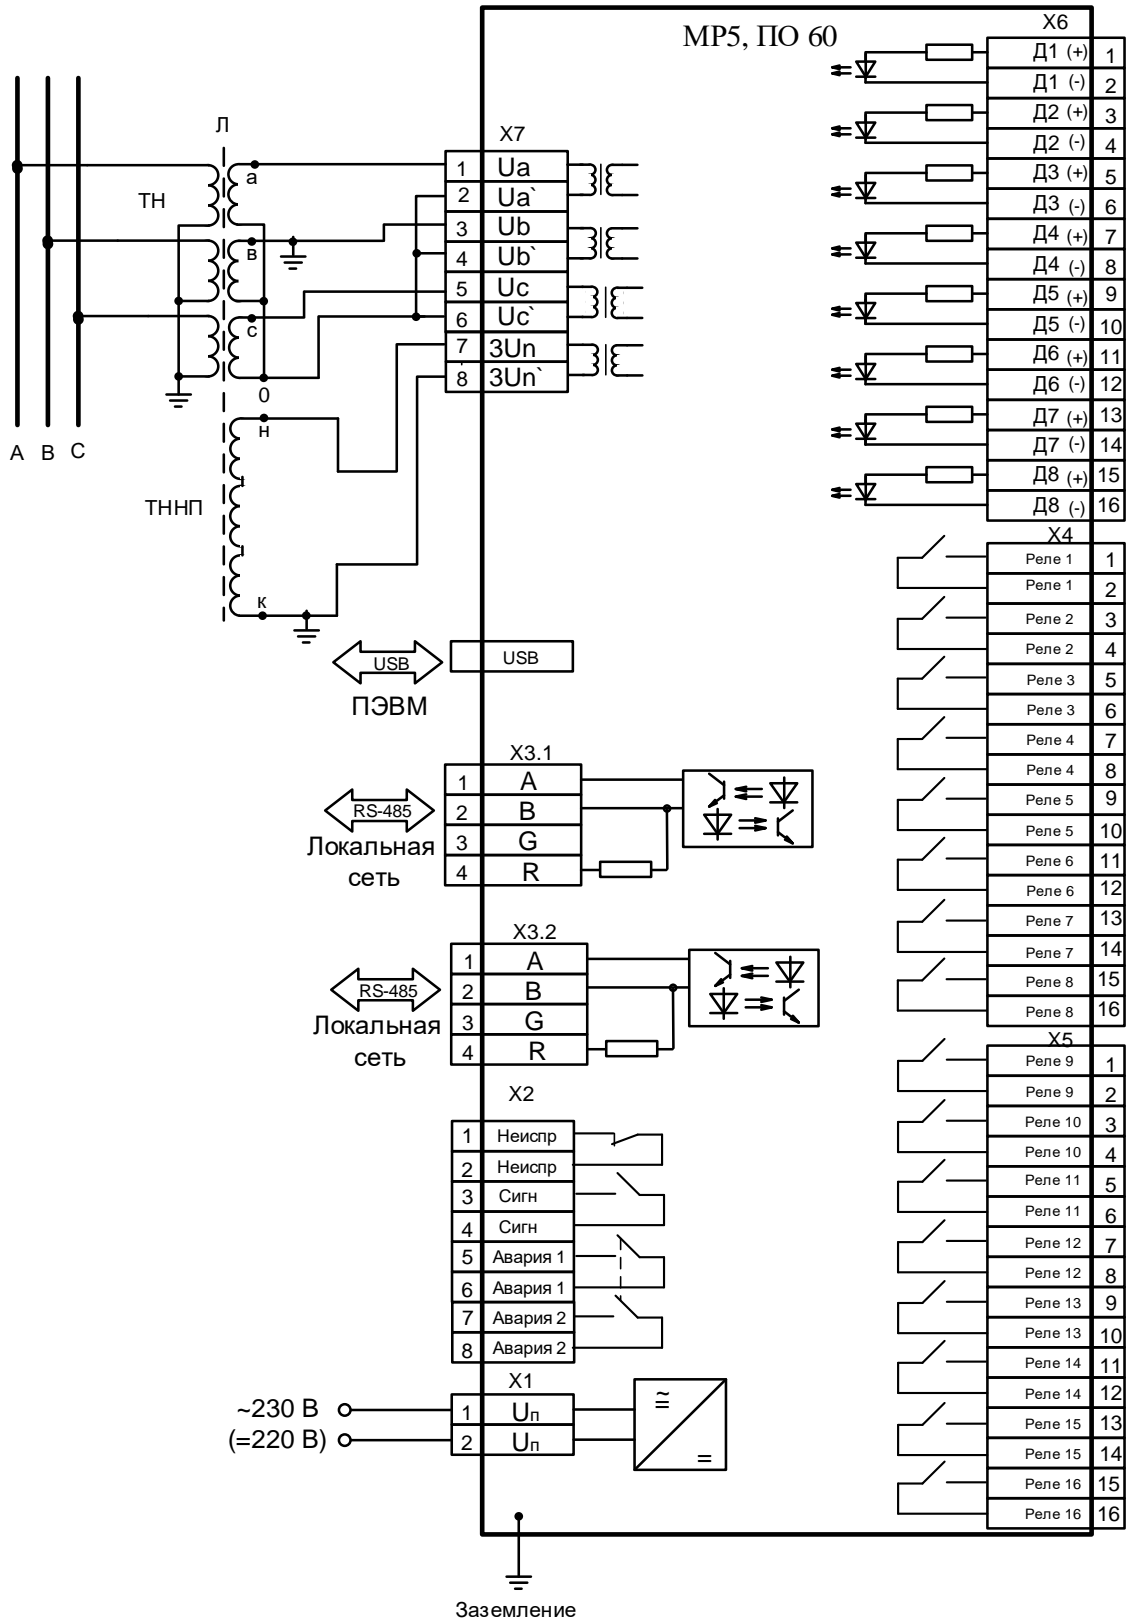 МР5, ПО 60
Л
ТН
а
в
с
0
н
ТННП
к
А В С
X7
1 Ua
2 Ua`
3 Ub
4 Ub`
5 Uc
6 Uc`
7 3Un
8 3Un`
USB
USB
ПЭВМ
X3.1
1 A
2 B
3 G
4 R
RS-485
Локальная
сеть
X3.2
1 A
2 B
3 G
4 R
RS-485
Локальная
сеть
X2
1 Неиспр
2 Неиспр
3 Сигн
4 Сигн
5 Авария 1
6 Авария 1
7 Авария 2
8 Авария 2
X1
~230 В 1 Uп
(=220 В) 2 Uп
≅
=
Заземление
X6
Д1 (+) 1
Д1 (-) 2
Д2 (+) 3
Д2 (-) 4
Д3 (+) 5
Д3 (-) 6
Д4 (+) 7
Д4 (-) 8
Д5 (+) 9
Д5 (-) 10
Д6 (+) 11
Д6 (-) 12
Д7 (+) 13
Д7 (-) 14
Д8 (+) 15
Д8 (-) 16
X4
Реле 1 1
Реле 1 2
Реле 2 3
Реле 2 4
Реле 3 5
Реле 3 6
Реле 4 7
Реле 4 8
Реле 5 9
Реле 5 10
Реле 6 11
Реле 6 12
Реле 7 13
Реле 7 14
Реле 8 15
Реле 8 16
X5
Реле 9 1
Реле 9 2
Реле 10 3
Реле 10 4
Реле 11 5
Реле 11 6
Реле 12 7
Реле 12 8
Реле 13 9
Реле 13 10
Реле 14 11
Реле 14 12
Реле 15 13
Реле 15 14
Реле 16 15
Реле 16 16